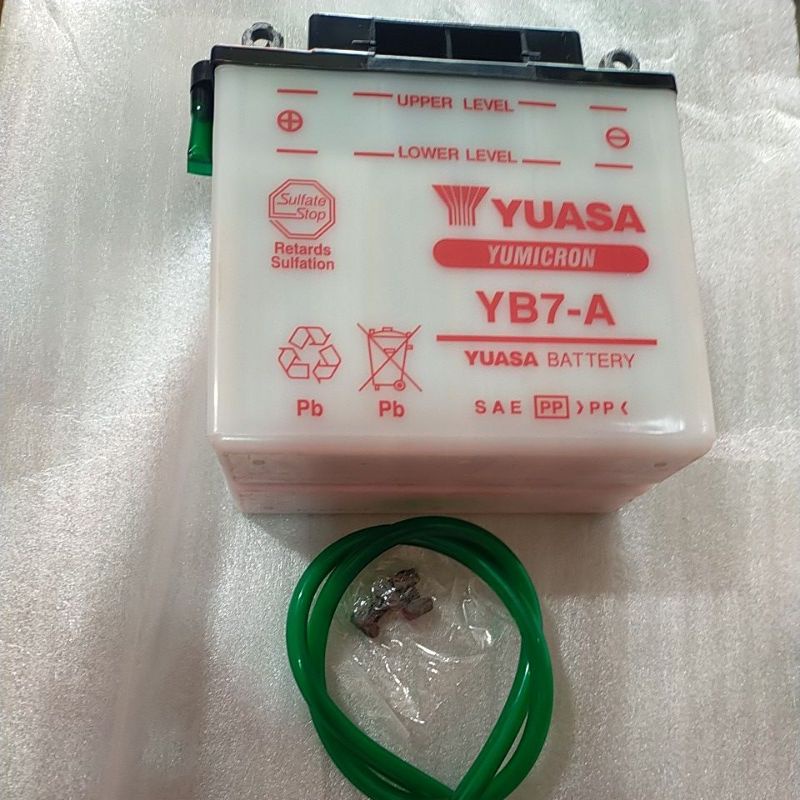 UPPER LEVEL
⊕ ⊖
LOWER LEVEL
Sulfate
Stop
Retards
Sulfation
YUASA
YUMICRON
YB7-A
YUASA BATTERY
Pb Pb
SAE PP >PP<